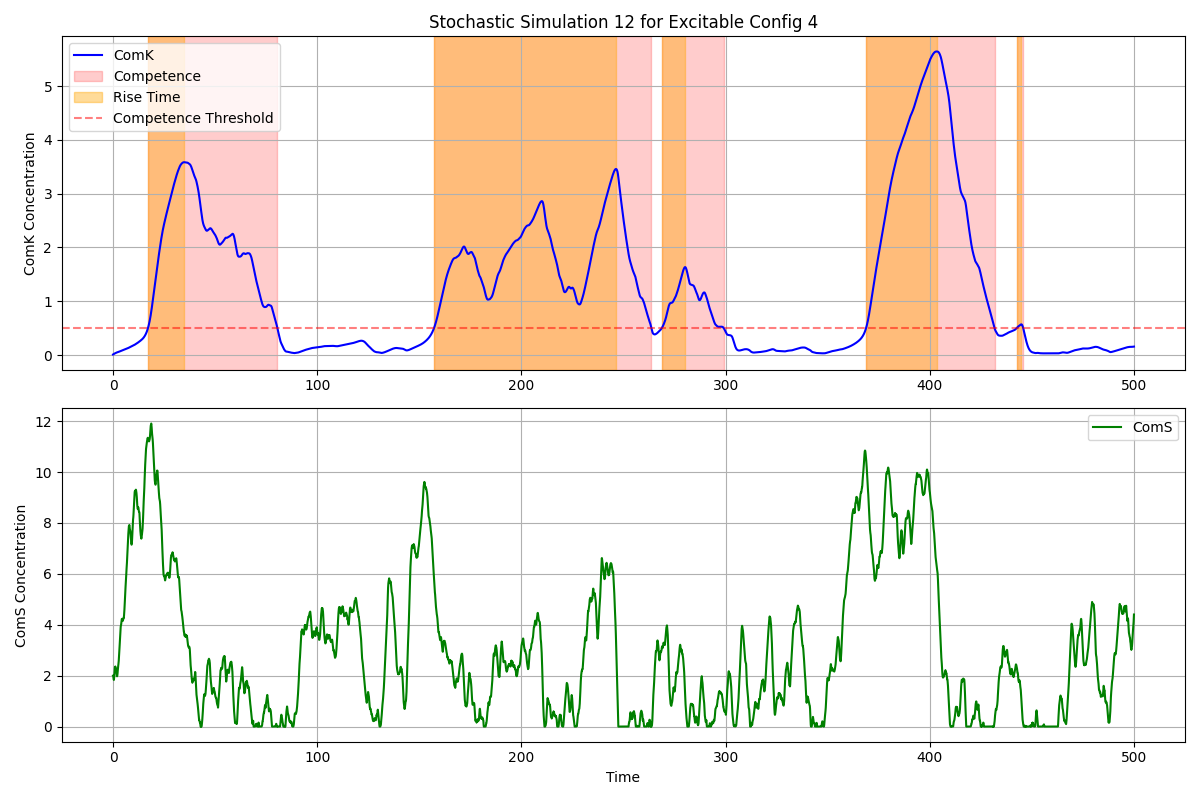 Stochastic Simulation 12 for Excitable Config 4
ComK
Competence
Rise Time
Competence Threshold
ComK Concentration
5
4
3
2
1
0
0 100 200 300 400 500
ComS
ComS Concentration
12
10
8
6
4
2
0
0 100 200 300 400 500
Time